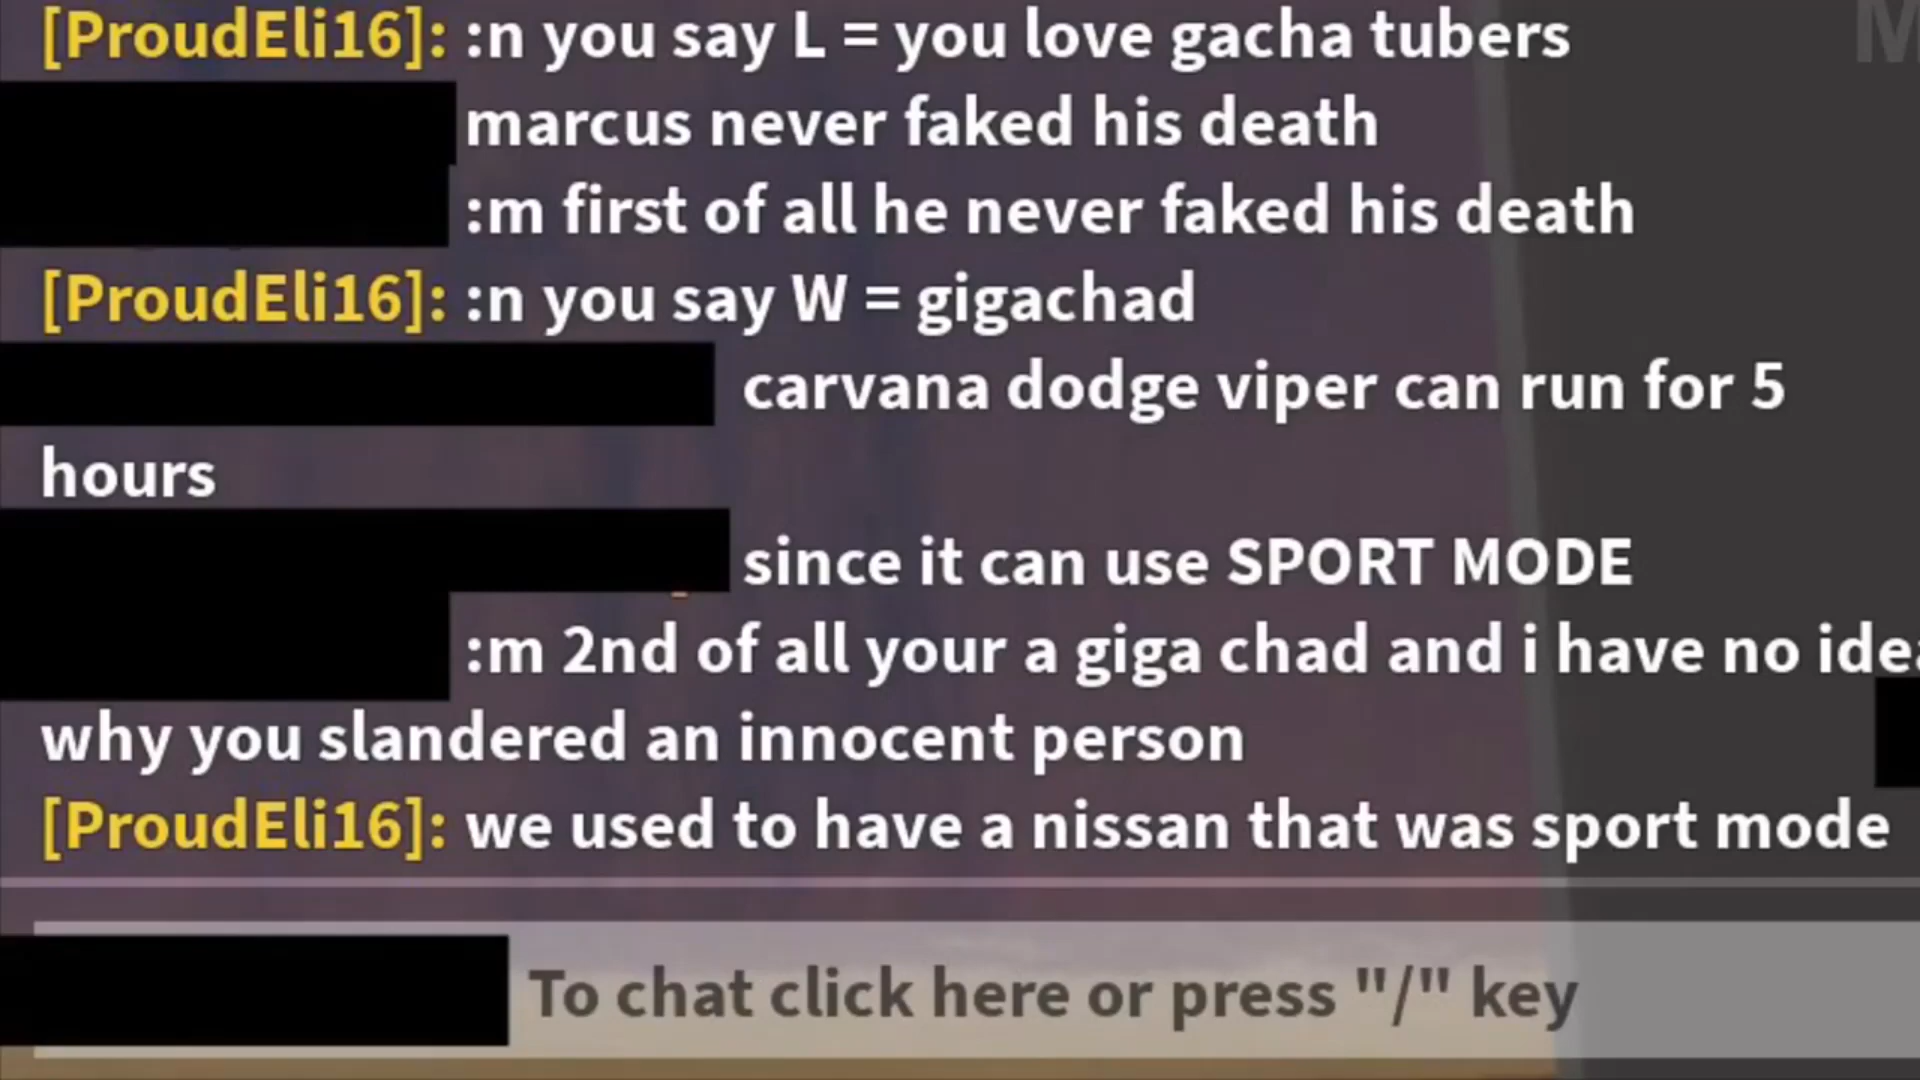 [ProudEli16]: :n you say L = you love gacha tubers
marcus never faked his death
:m first of all he never faked his death
[ProudEli16]: :n you say W = gigachad
carvana dodge viper can run for 5
hours
since it can use SPORT MODE
:m 2nd of all your a giga chad and i have no idea
why you slandered an innocent person
[ProudEli16]: we used to have a nissan that was sport mode
To chat click here or press "/" key